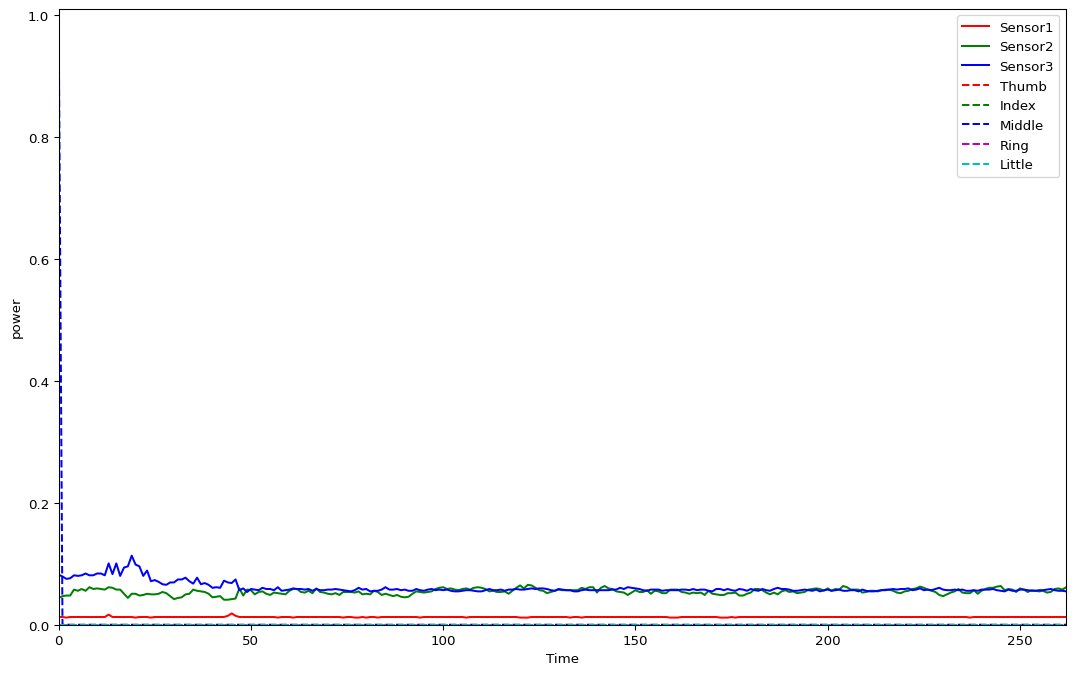 1.0
0.8
0.6
0.4
0.2
0.0
power
0
50
100
150
200
250
Time
Sensor1
Sensor2
Sensor3
Thumb
Index
Middle
Ring
Little